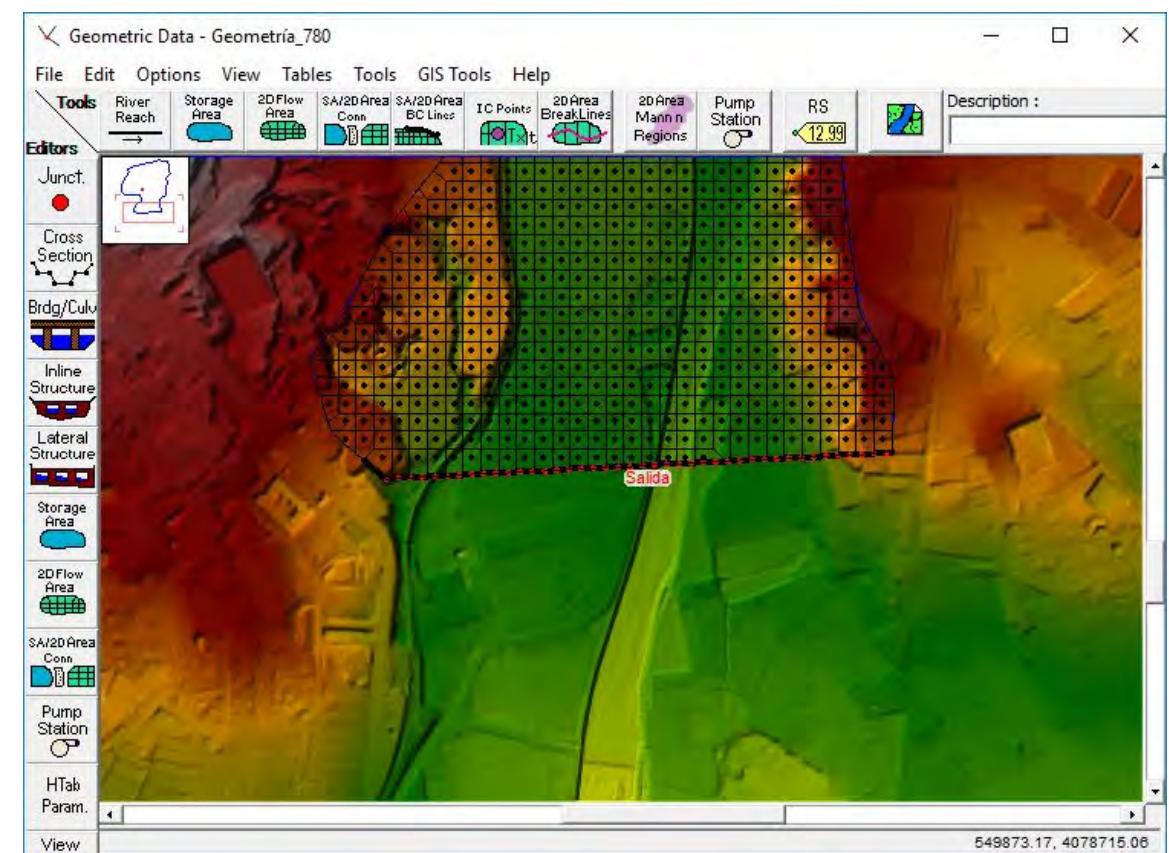 Geometric Data - Geometría_780
File Edit Options View Tables Tools GIS Tools Help
Tools
Editors
River
Reach
Storage
Area
2D Flow
Area
SA/2D Area
Conn
SA/2D Area
BC Lines
IC Points
Txt
2D Area
BreakLines
2D Area
Mann n
Regions
Pump
Station
RS
12.99
Description :
Junct.
Cross
Section
Brdg/Culv
Inline
Structure
Lateral
Structure
Storage
Area
2D Flow
Area
SA/2D Area
Conn
Pump
Station
HTab
Param.
View
Salida
549873.17, 4078715.06